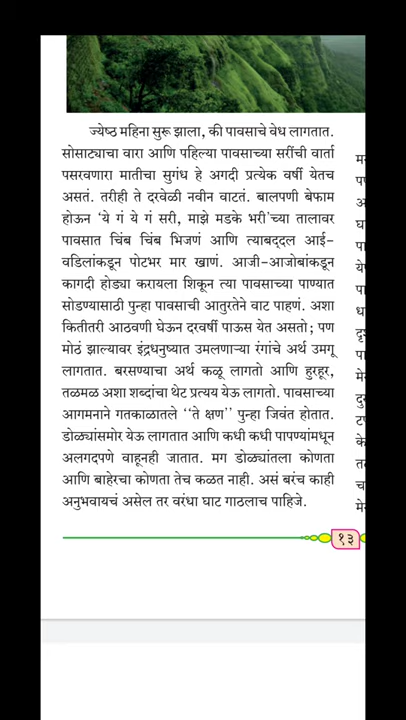 ज्येष्ठ महिना सुरू झाला, की पावसाचे वेध लागतात.
सोसाट्याचा वारा आणि पहिल्या पावसाच्या सरींची वार्ता
पसरवणारा मातीचा सुगंध हे अगदी प्रत्येक वर्षी येतच
असतं. तरीही ते दरवेळी नवीन वाटतं. बालपणी बेफाम
होऊन ‘ये गं ये गं सरी, माझे मडके भरी’च्या तालावर
पावसात चिंब चिंब भिजणं आणि त्याबद्दल आई-
वडिलांकडून पोटभर मार खाणं. आजी-आजोबांकडून
कागदी होड्या करायला शिकून त्या पावसाच्या पाण्यात
सोडण्यासाठी पुन्हा पावसाची आतुरतेने वाट पाहणं. अशा
कितीतरी आठवणी घेऊन दरवर्षी पाऊस येत असतो; पण
मोठं झाल्यावर इंद्रधनुष्यात उमलणाऱ्या रंगांचे अर्थ उमगू
लागतात. बरसण्याचा अर्थ कळू लागतो आणि हुरहूर,
तळमळ अशा शब्दांचा थेट प्रत्यय येऊ लागतो. पावसाच्या
आगमनाने गतकाळातले ‘‘ते क्षण’’ पुन्हा जिवंत होतात.
डोळ्यांसमोर येऊ लागतात आणि कधी कधी पापण्यांमधून
अलगदपणे वाहूनही जातात. मग डोळ्यांतला कोणता
आणि बाहेरचा कोणता तेच कळत नाही. असं बरंच काही
अनुभवायचं असेल तर वरंधा घाट गाठलाच पाहिजे.
१३